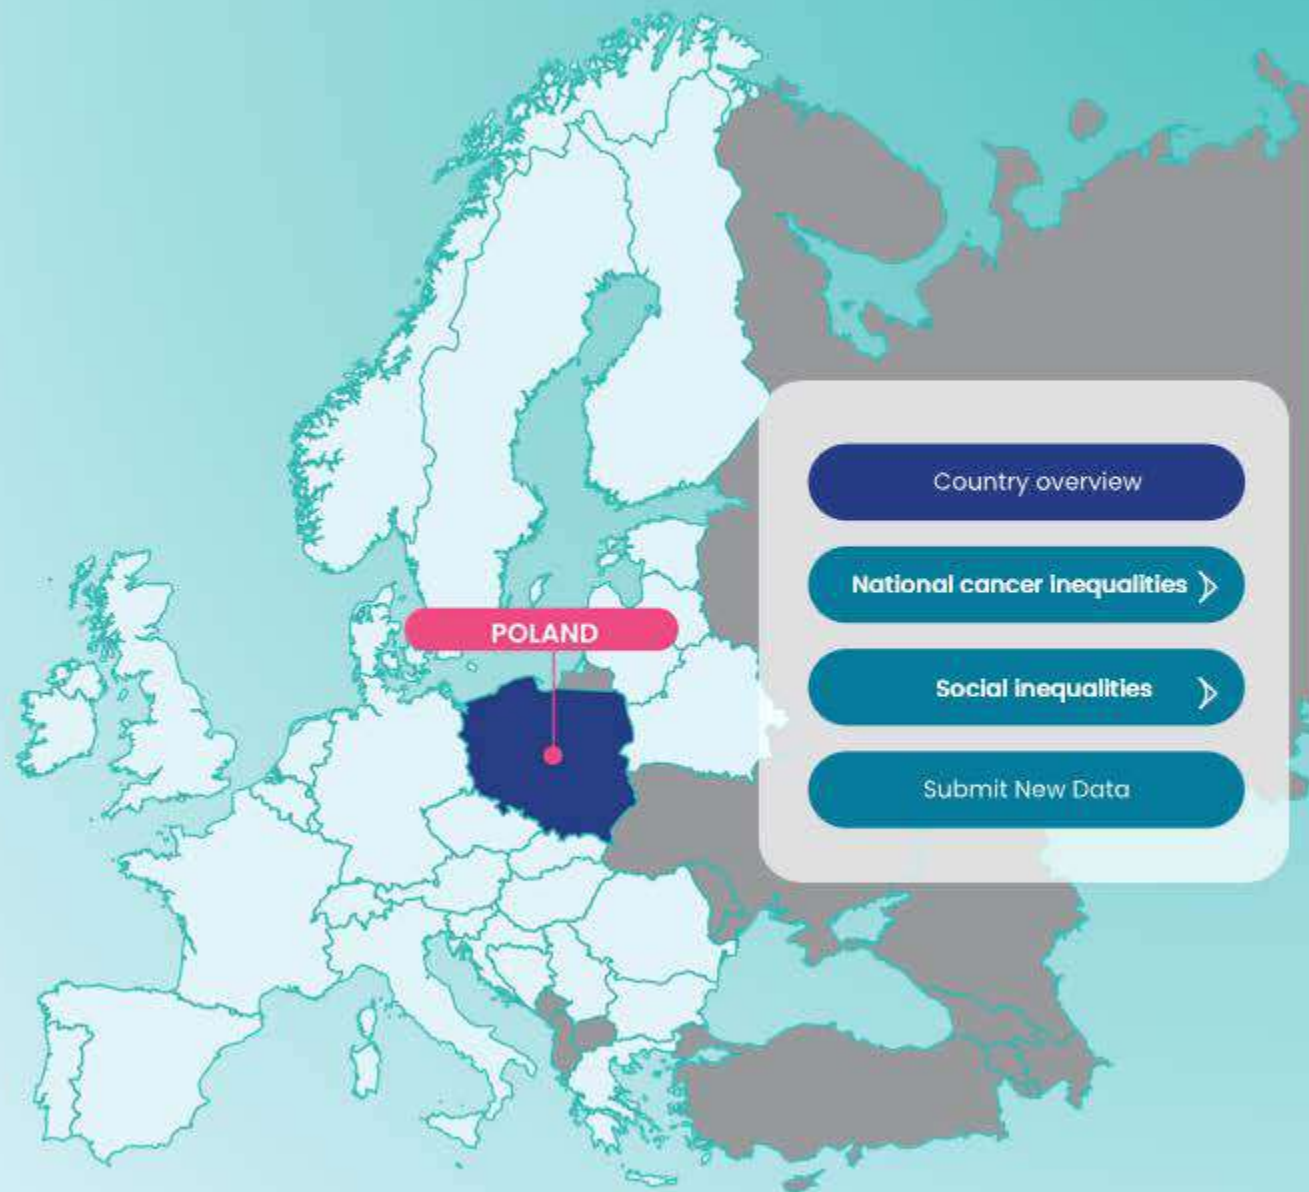 POLAND
Country overview
National cancer inequalities
Social inequalities
Submit New Data